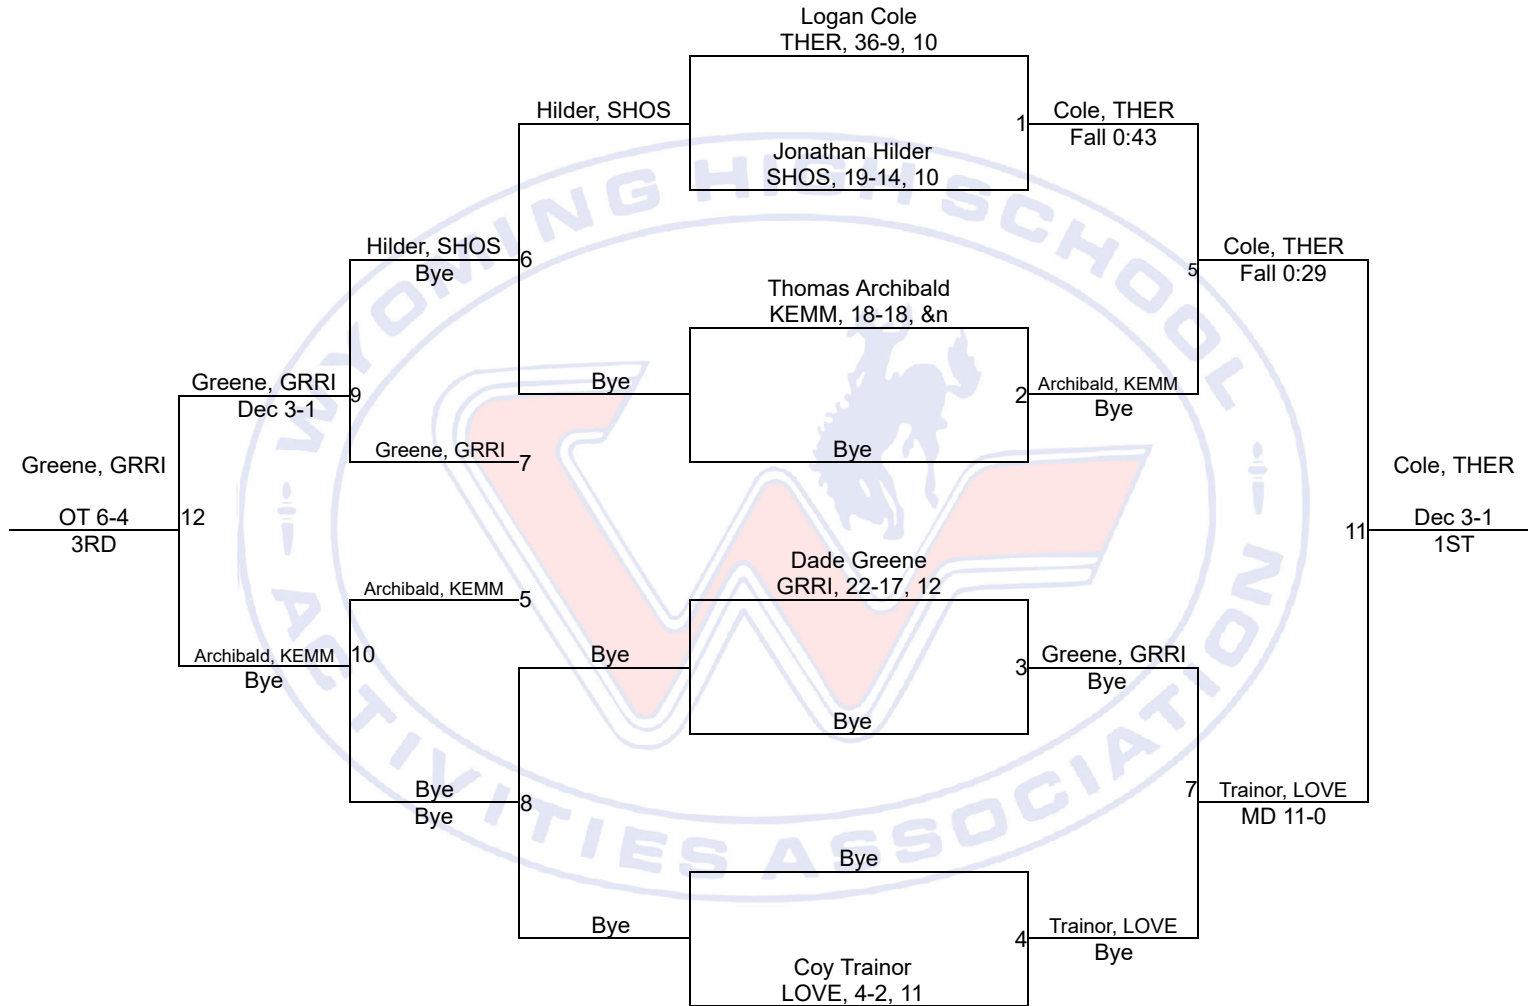 Logan Cole
THER, 36-9, 10
Hilder, SHOS
1
Cole, THER
Fall 0:43
Jonathan Hilder
SHOS, 19-14, 10
Hilder, SHOS
Bye
6
Cole, THER
Fall 0:29
5
Thomas Archibald
KEMM, 18-18, &n
Greene, GRRI
Dec 3-1
9
Bye
2
Archibald, KEMM
Bye
Greene, GRRI
7
Bye
Greene, GRRI
OT 6-4
3RD
12
Cole, THER
Dec 3-1
1ST
11
Dade Greene
GRRI, 22-17, 12
Archibald, KEMM
5
Archibald, KEMM
Bye
10
Bye
3
Greene, GRRI
Bye
Bye
Bye
Bye
8
7
Trainor, LOVE
MD 11-0
Bye
Bye
4
Trainor, LOVE
Bye
Coy Trainor
LOVE, 4-2, 11
WYOMING HIGH SCHOOL
ACTIVITIES ASSOCIATION
W